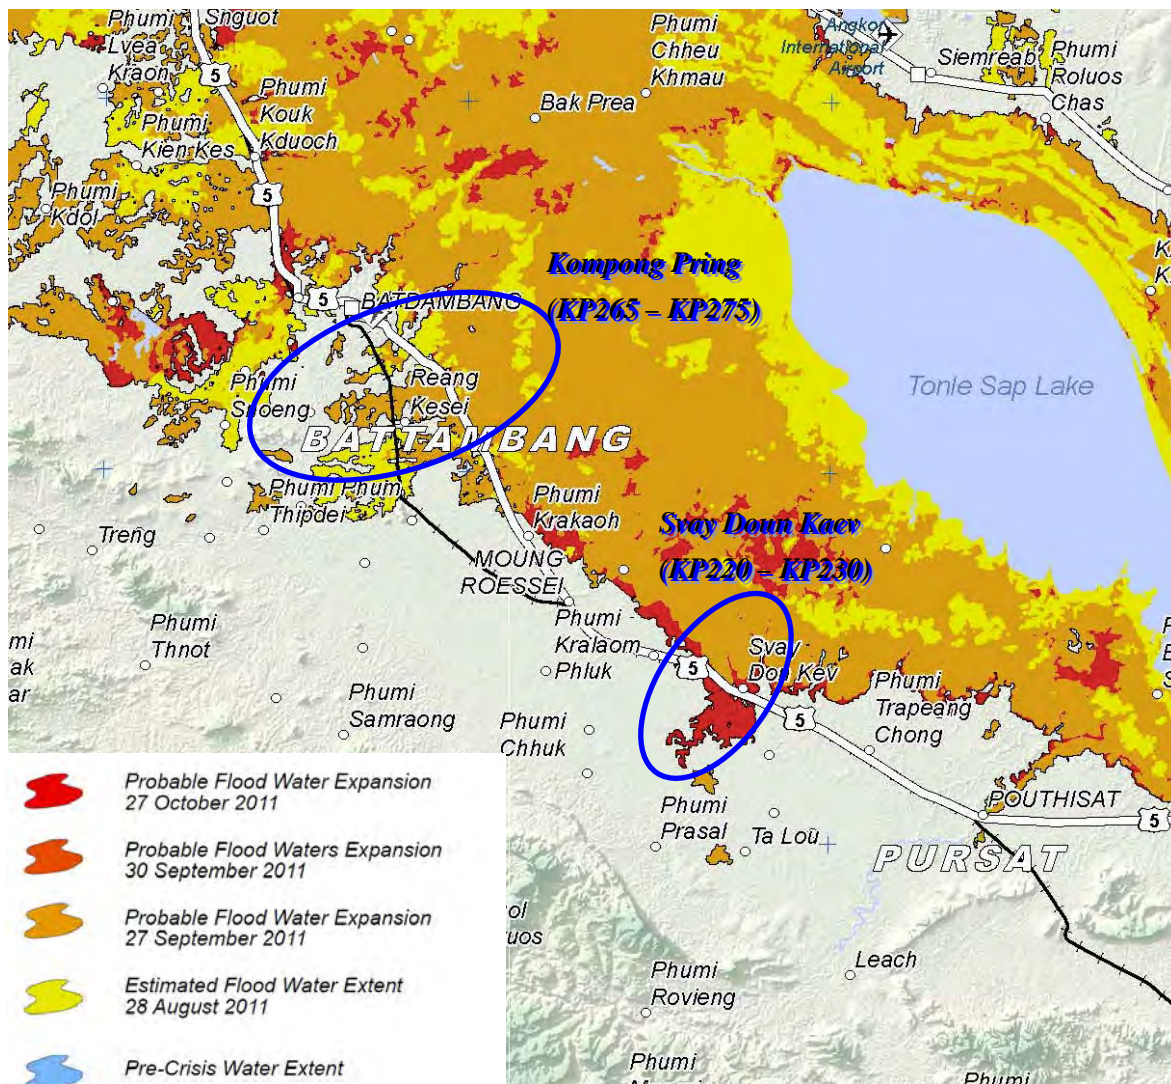 Phumi
Lvea
Kraon
Snguot
5
Phumi
Kouk
Kduoch
Phumi
Kien Kes
Phumi
Kdol
5
Bak Prea
Phumi
Chheu
Khmau
Angkor
International
Airport
Siemreab
Phumi
Roluos
Chas
Kompong Pring
(KP265 – KP275)
5
BATDAMBANG
Tonle Sap Lake
Phumi
Snoeng
Reang
Kesei
BATTAMBANG
Phumi Phum
Thipdei
Phumi
Krakaoh
Treng
MOUNG
ROESSEI
Svay Doun Kaev
(KP220 – KP230)
Phumi
Thnot
Phumi
Kralaom
Phluk
5
Svay
Don Kev
Phumi
Samraong
Phumi
Chhuk
5
Phumi
Trapeang
Chong
Phumi
Prasal
Ta Loŭ
POUTHISAT
5
PURSAT
Leach
Phumi
Rovieng
Phumi
Phumi
Probable Flood Water Expansion
27 October 2011
Probable Flood Waters Expansion
30 September 2011
Probable Flood Water Expansion
27 September 2011
Estimated Flood Water Extent
28 August 2011
Pre-Crisis Water Extent